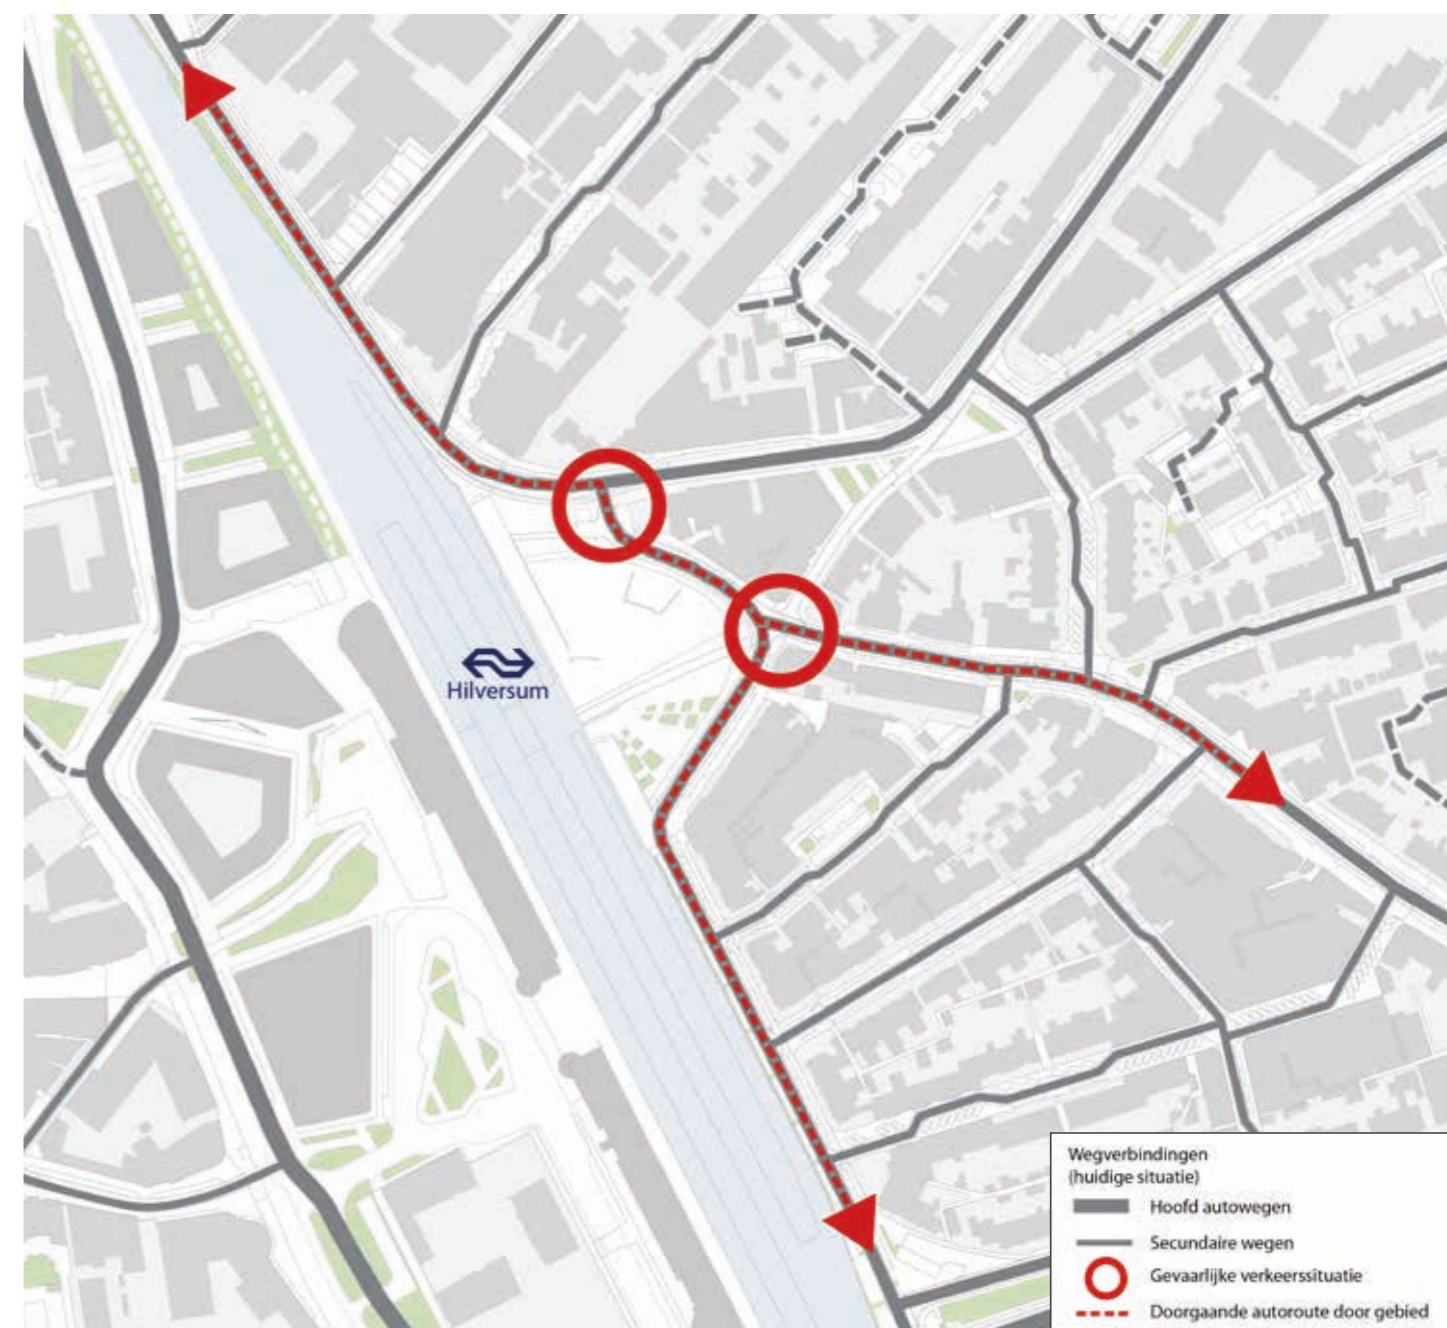 Hilversum
Wegverbindingen
(huidige situatie)
Hoofd autowegen
Secundaire wegen
Gevaarlijke verkeerssituatie
Doorgaande autoroute door gebied